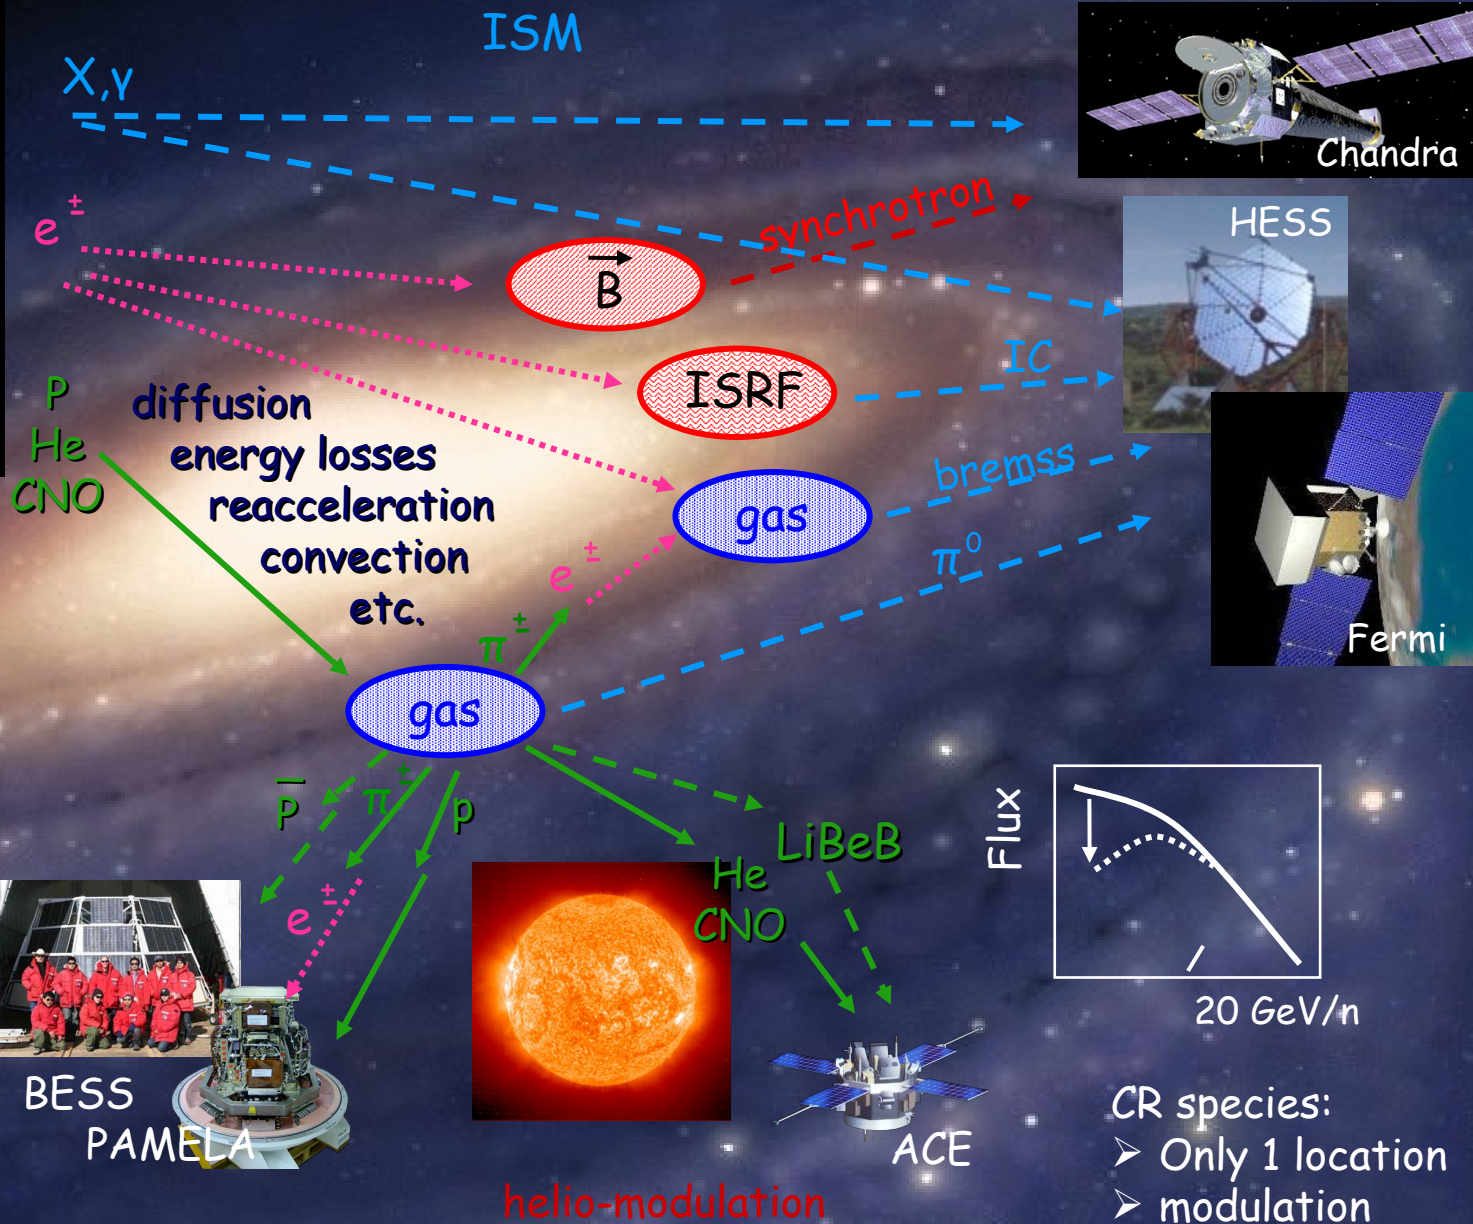 ISM
X,γ
Chandra
e±
synchrotron
HESS
B
IC
ISRF
P
He
CNO
diffusion
energy losses
reacceleration
convection
etc.
bremss
gas
e±
π0
π±
Fermi
gas
P
π±
p
LiBeB
He
CNO
e±
Flux
20 GeV/n
BESS
PAMELA
ACE
CR species:
➢ Only 1 location
➢ modulation
helio-modulation